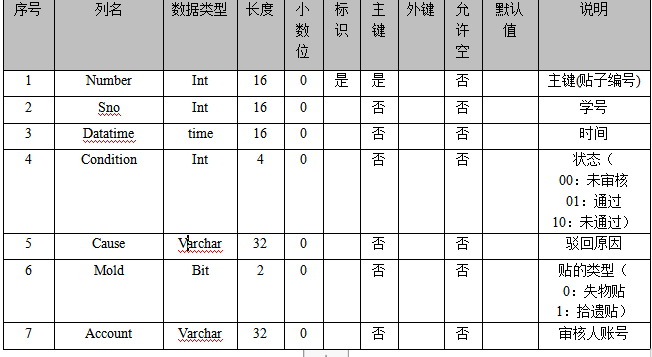 序号 列名 数据类型 长度 小数位 标识 主键 外键 允许空 默认值 说明
1 Number Int 16 0 是 是 否 主键(贴子编号)
2 Sno Int 16 0 否 否 学号
3 Datatime time 16 0 否 否 时间
4 Condition Int 4 0 否 否 状态（
00：未审核
01：通过
10：未通过）
5 Cause Varchar 32 0 否 否 驳回原因
6 Mold Bit 2 0 否 否 贴的类型（
0：失物贴
1：拾遗贴）
7 Account Varchar 32 0 否 否 审核人账号